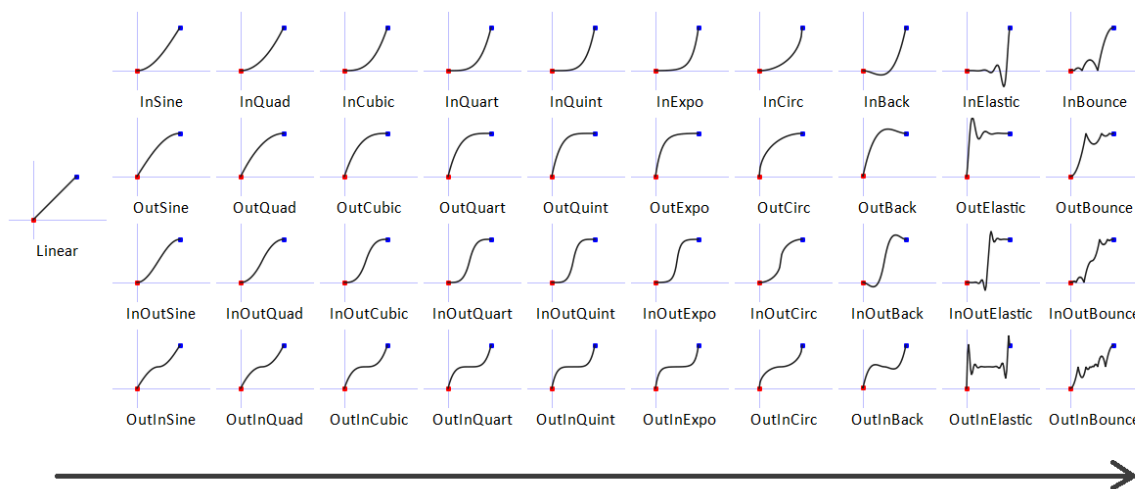 InSine InQuad InCubic InQuart InQuint InExpo InCirc InBack InElastic InBounce
OutSine OutQuad OutCubic OutQuart OutQuint OutExpo OutCirc OutBack OutElastic OutBounce
Linear
InOutSine InOutQuad InOutCubic InOutQuart InOutQuint InOutExpo InOutCirc InOutBack InOutElastic InOutBounce
OutInSine OutInQuad OutInCubic OutInQuart OutInQuint OutInExpo OutInCirc OutInBack OutInElastic OutInBounce